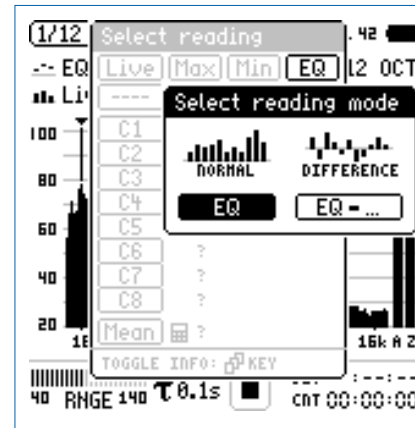 1/12 Select reading . 42
EQ Live Max Min EQ L2 OCT
Li ---- Select reading mode
100 C1
C2 NORMAL DIFFERENCE
80 C3
C4 EQ EQ - ...
60 C5
C6 ?
40 C7 ?
C8 ?
20 Mean ?
16k A Z
TOGGLE INFO: KEY
40 RNGE 140 τ 0.1s CNT 00:00:00